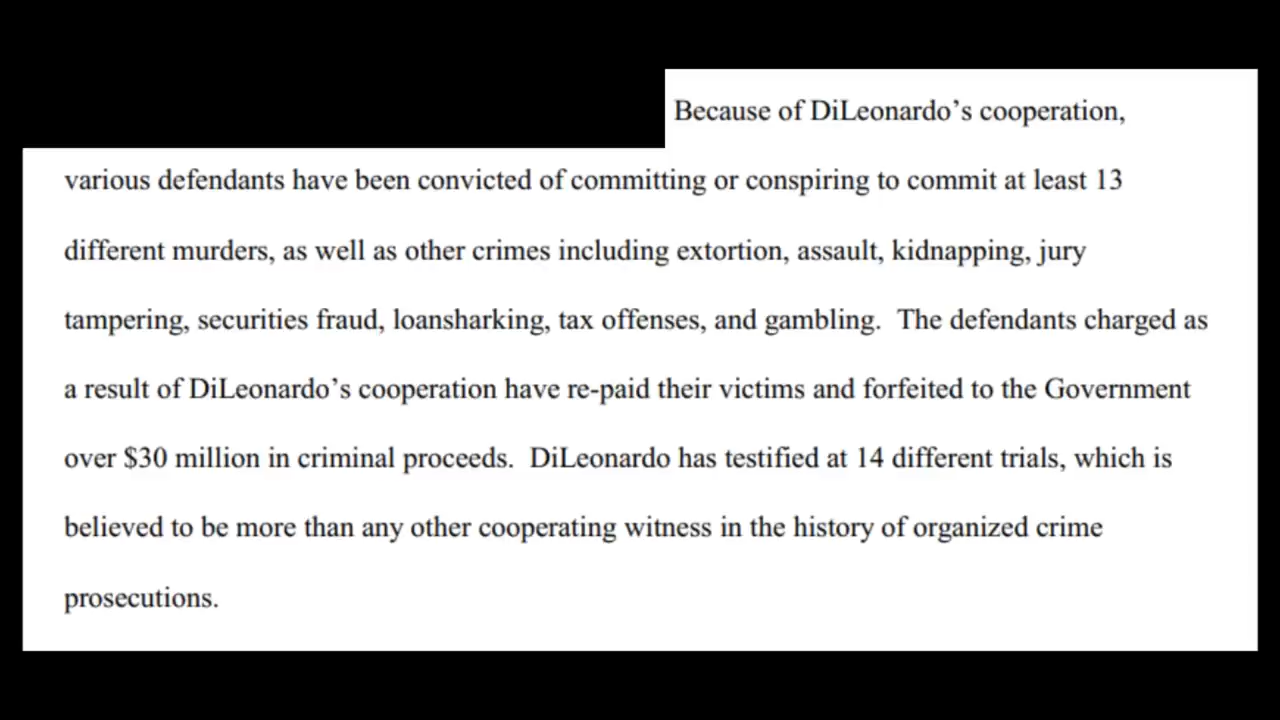 Because of DiLeonardo’s cooperation,
various defendants have been convicted of committing or conspiring to commit at least 13
different murders, as well as other crimes including extortion, assault, kidnapping, jury
tampering, securities fraud, loansharking, tax offenses, and gambling.  The defendants charged as
a result of DiLeonardo’s cooperation have re-paid their victims and forfeited to the Government
over $30 million in criminal proceeds.  DiLeonardo has testified at 14 different trials, which is
believed to be more than any other cooperating witness in the history of organized crime
prosecutions.